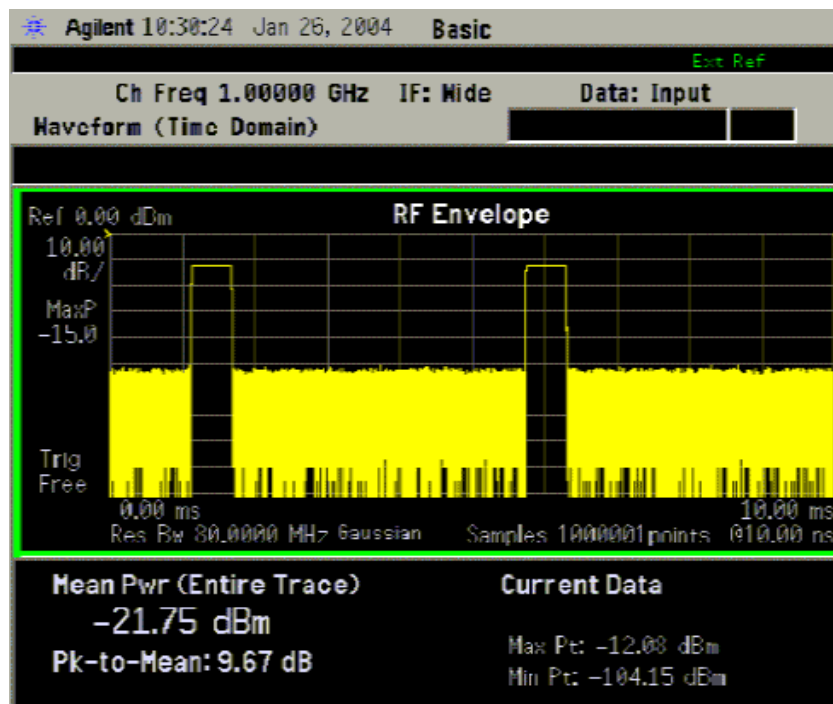 Agilent 10:30:24 Jan 26, 2004 Basic
Ext Ref
Ch Freq 1.00000 GHz IF: Wide Data: Input
Waveform (Time Domain)
Ref 0.00 dBm RF Envelope
10.00
dB/
MaxP
-15.0
Trig
Free
0.00 ms 10.00 ms
Res Bw 80.0000 MHz Gaussian Samples 1000001 points @10.00 ns
Mean Pwr (Entire Trace) Current Data
-21.75 dBm
Max Pt: -12.08 dBm
Pk-to-Mean: 9.67 dB
Min Pt: -104.15 dBm